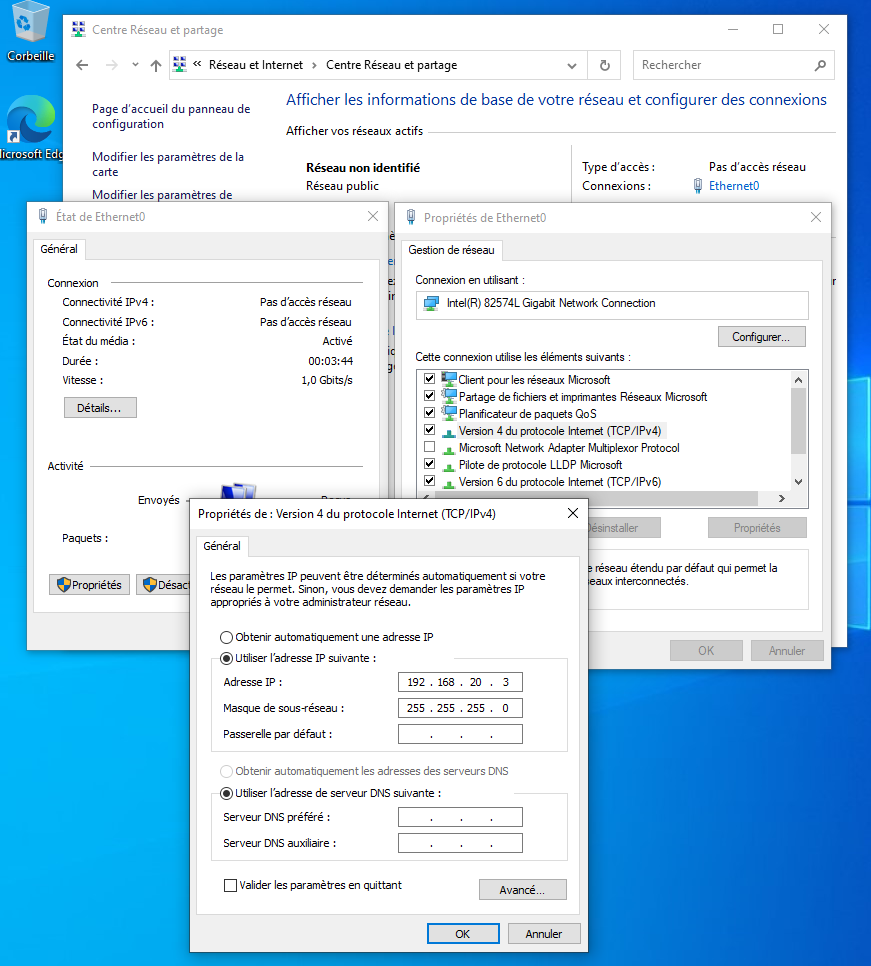 Corbeille
Microsoft Edg
Centre Réseau et partage
« Réseau et Internet › Centre Réseau et partage
Rechercher
Page d'accueil du panneau de
configuration
Modifier les paramètres de la
carte
Modifier les paramètres de
Afficher les informations de base de votre réseau et configurer des connexions
Afficher vos réseaux actifs
Réseau non identifié
Réseau public
Type d'accès :
Pas d'accès réseau
Connexions :
Ethernet0
État de Ethernet0
Général
Connexion
Connectivité IPv4 :
Pas d'accès réseau
Connectivité IPv6 :
Pas d'accès réseau
État du média :
Activé
Durée :
00:03:44
Vitesse :
1,0 Gbits/s
Détails...
Activité
Envoyés
Paquets :
Propriétés
Désact
Propriétés de Ethernet0
Gestion de réseau
Connexion en utilisant :
Intel(R) 82574L Gigabit Network Connection
Configurer...
Cette connexion utilise les éléments suivants :
Client pour les réseaux Microsoft
Partage de fichiers et imprimantes Réseaux Microsoft
Planificateur de paquets QoS
Version 4 du protocole Internet (TCP/IPv4)
Microsoft Network Adapter Multiplexor Protocol
Pilote de protocole LLDP Microsoft
Version 6 du protocole Internet (TCP/IPv6)
Désinstaller
Propriétés
e réseau étendu par défaut qui permet la
seaux interconnectés.
OK
Annuler
Propriétés de : Version 4 du protocole Internet (TCP/IPv4)
Général
Les paramètres IP peuvent être déterminés automatiquement si votre
réseau le permet. Sinon, vous devez demander les paramètres IP
appropriés à votre administrateur réseau.
Obtenir automatiquement une adresse IP
Utiliser l'adresse IP suivante :
Adresse IP :
192 . 168 . 20 . 3
Masque de sous-réseau :
255 . 255 . 255 . 0
Passerelle par défaut :
. . .
Obtenir automatiquement les adresses des serveurs DNS
Utiliser l'adresse de serveur DNS suivante :
Serveur DNS préféré :
. . .
Serveur DNS auxiliaire :
. . .
Valider les paramètres en quittant
Avancé...
OK
Annuler